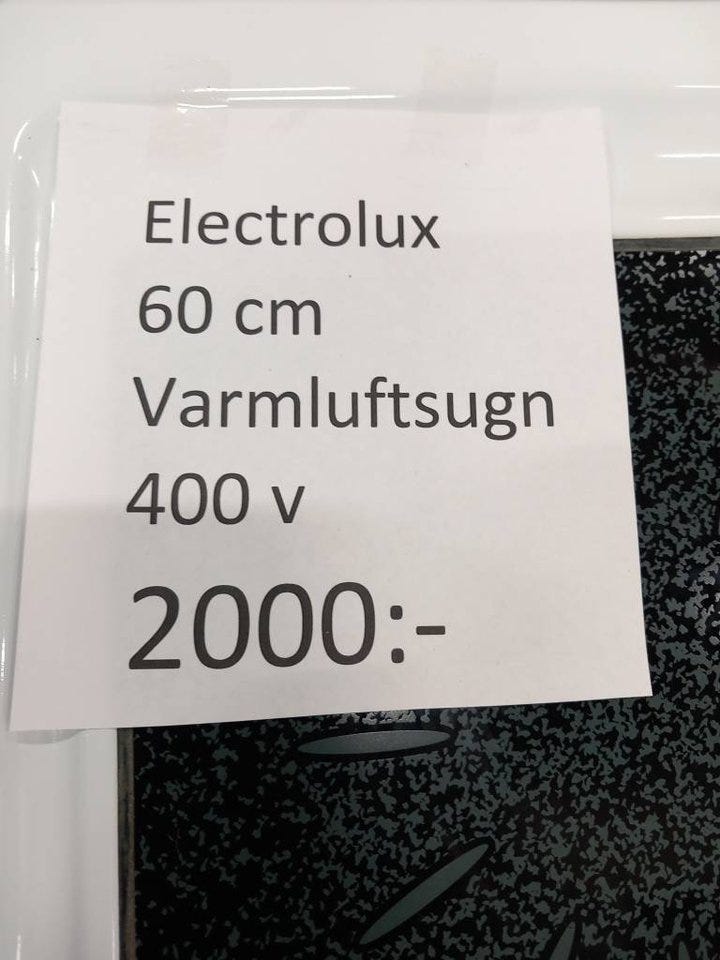 Electrolux
60 cm
Varmluftsugn
400 v
2000:-